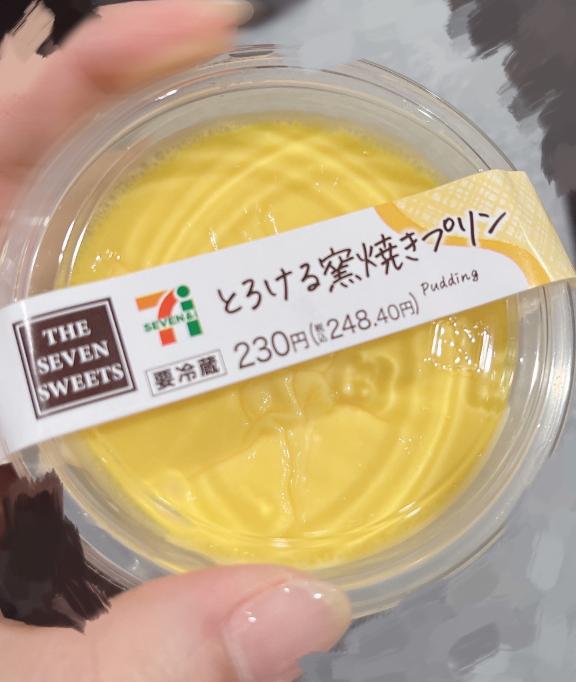 THE
SEVEN
SWEETS
SEVEN&i
とろける窯焼きプリン
Pudding
要冷蔵
230円(税込248.40円)